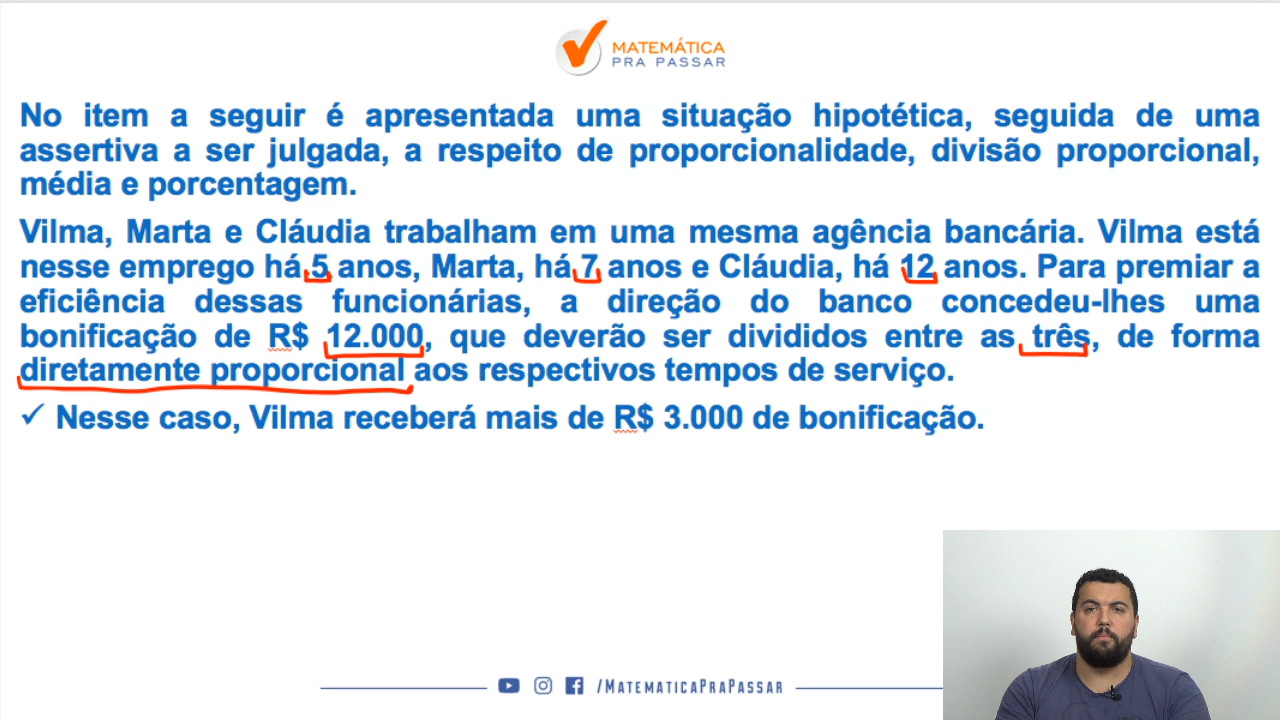 MATEMÁTICA
PRA PASSAR
No item a seguir é apresentada uma situação hipotética, seguida de uma
assertiva a ser julgada, a respeito de proporcionalidade, divisão proporcional,
média e porcentagem.
Vilma, Marta e Cláudia trabalham em uma mesma agência bancária. Vilma está
nesse emprego há 5 anos, Marta, há 7 anos e Cláudia, há 12 anos. Para premiar a
eficiência dessas funcionárias, a direção do banco concedeu-lhes uma
bonificação de R$ 12.000, que deverão ser divididos entre as três, de forma
diretamente proporcional aos respectivos tempos de serviço.
✓ Nesse caso, Vilma receberá mais de R$ 3.000 de bonificação.
/MATEMATICAPRAPASSAR